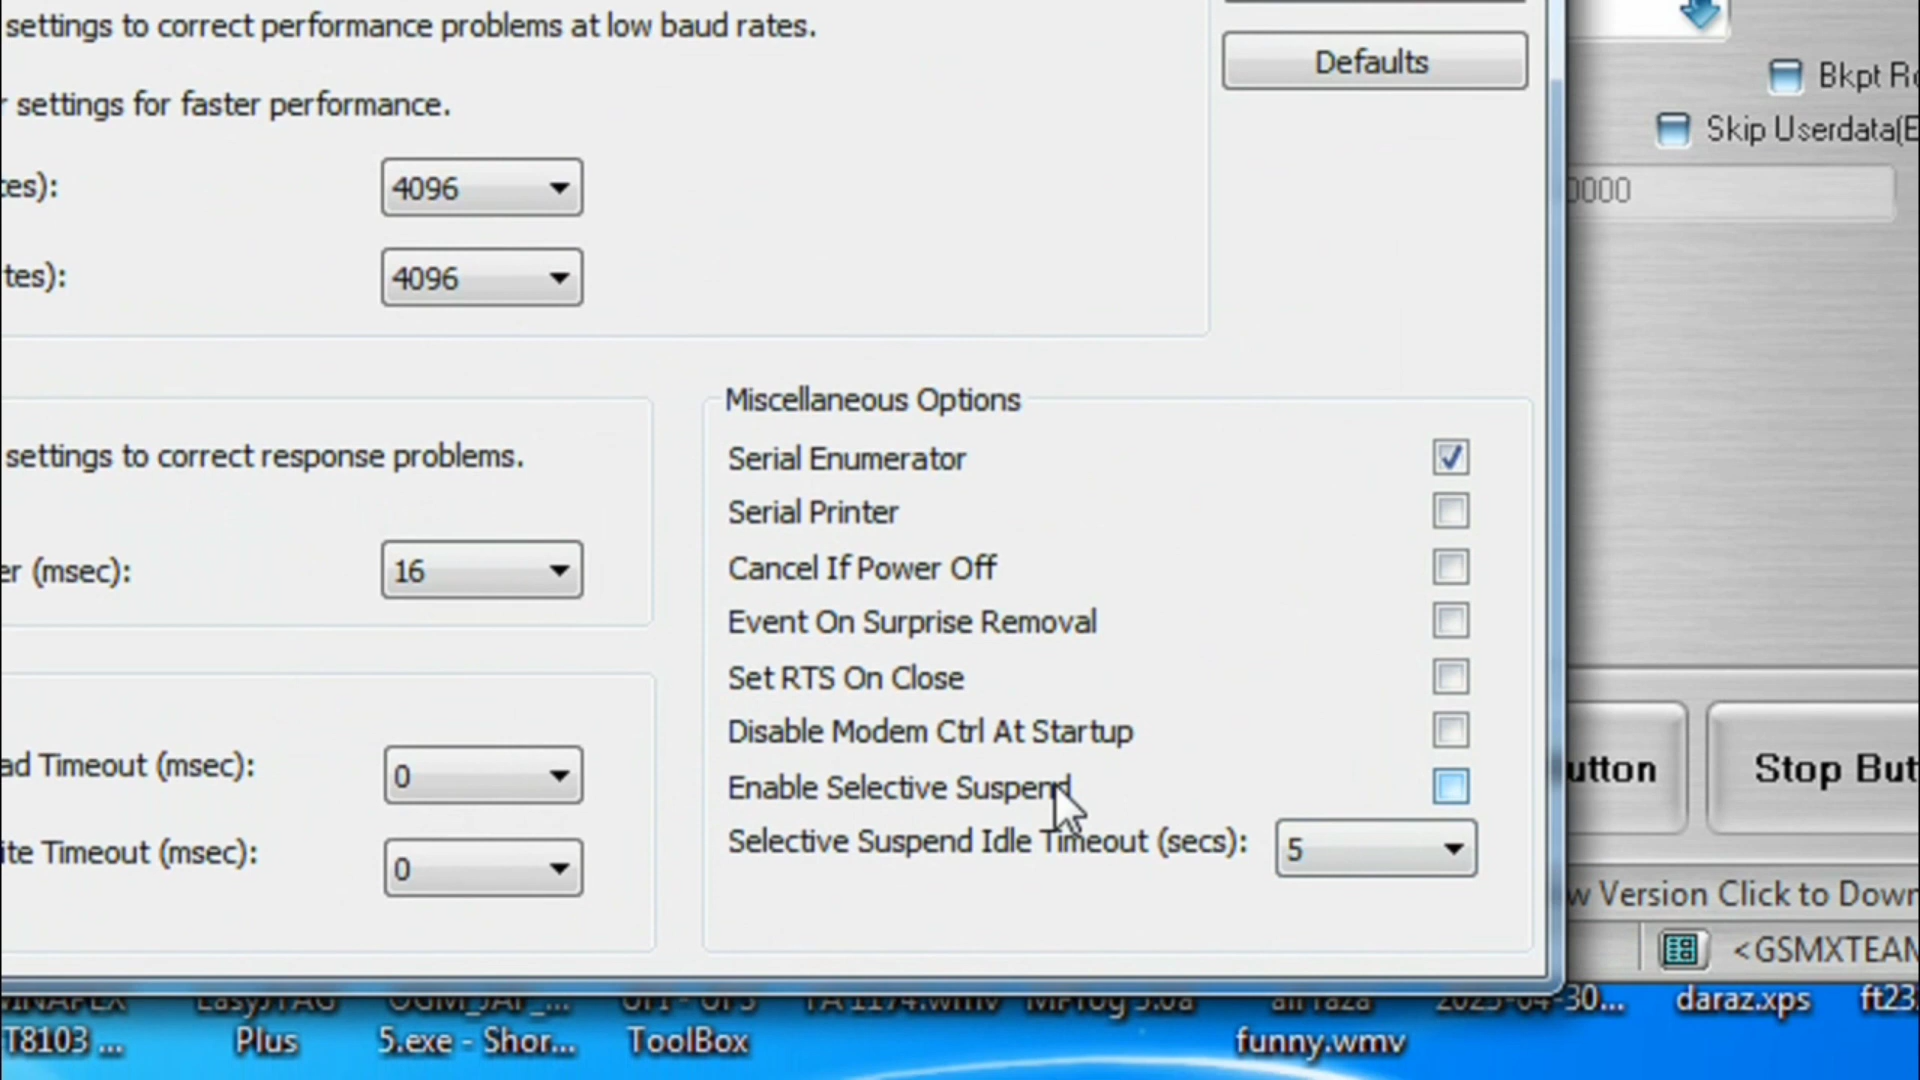 settings to correct performance problems at low baud rates.
Defaults
Bkpt
settings for faster performance.
Skip Userdata(E
tes):
4096
0000
tes):
4096
Miscellaneous Options
settings to correct response problems.
Serial Enumerator
Serial Printer
er (msec):
16
Cancel If Power Off
Event On Surprise Removal
Set RTS On Close
ad Timeout (msec):
0
Disable Modem Ctrl At Startup
utton
Stop But
Enable Selective Suspend
ite Timeout (msec):
0
Selective Suspend Idle Timeout (secs):
5
w Version Click to Down
<GSMXTEAM
daraz.xps
ft23
T8103 ...
Plus
5.exe - Shor...
ToolBox
funny.wmv